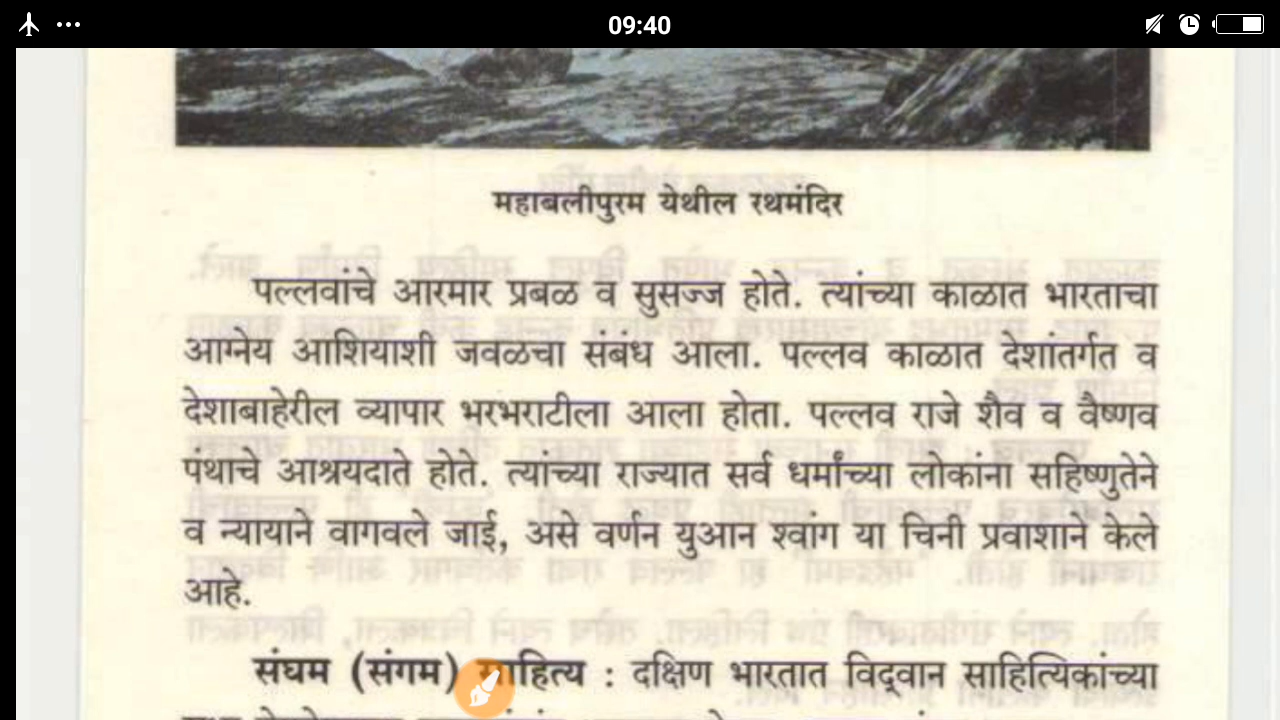 09:40
महाबलीपुरम येथील रथमंदिर
पल्लवांचे आरमार प्रबळ व सुसज्ज होते. त्यांच्या काळात भारताचा
आग्नेय आशियाशी जवळचा संबंध आला. पल्लव काळात देशांतर्गत व
देशाबाहेरील व्यापार भरभराटीला आला होता. पल्लव राजे शैव व वैष्णव
पंथाचे आश्रयदाते होते. त्यांच्या राज्यात सर्व धर्मांच्या लोकांना सहिष्णुतेने
व न्यायाने वागवले जाई, असे वर्णन युआन श्वांग या चिनी प्रवाशाने केले
आहे.
संघम (संगम) साहित्य : दक्षिण भारतात विद्वान साहित्यिकांच्या